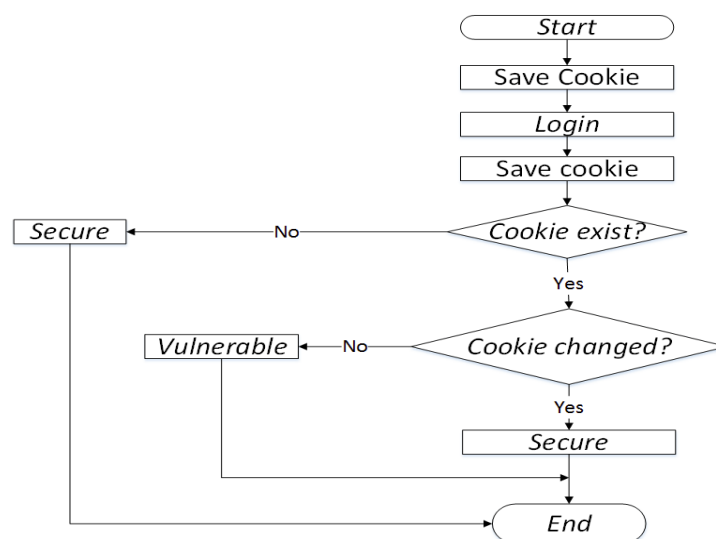 Start
Save Cookie
Login
Save cookie
Cookie exist?
No
Secure
Yes
Cookie changed?
No
Vulnerable
Yes
Secure
End